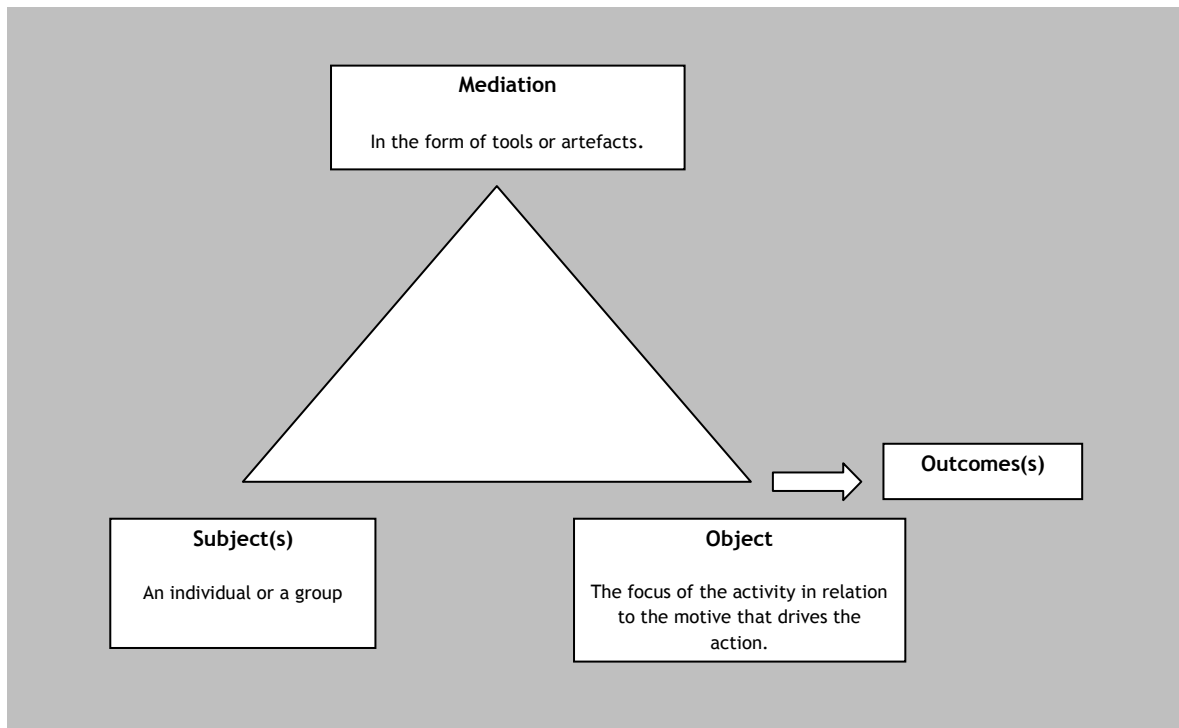 Mediation
In the form of tools or artefacts.
Outcomes(s)
Subject(s)
An individual or a group
Object
The focus of the activity in relation
to the motive that drives the
action.